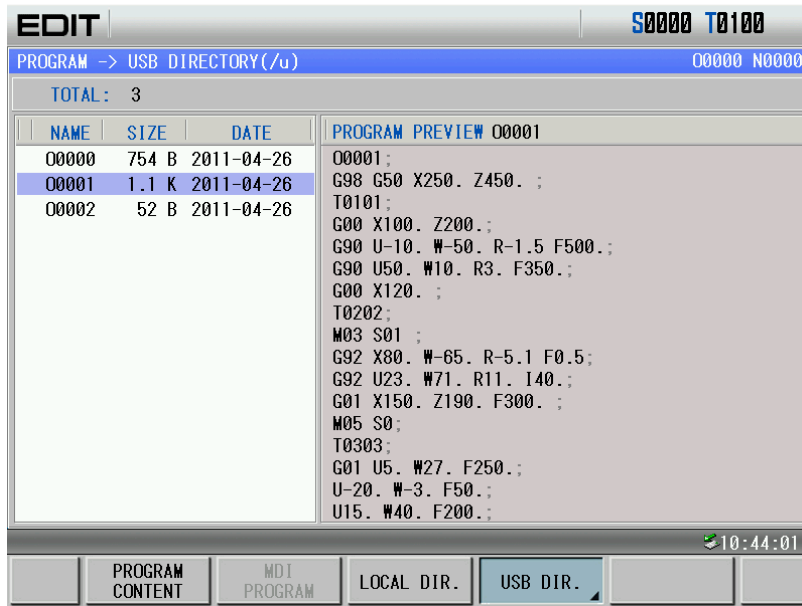 EDIT S0000 T0100
PROGRAM -> USB DIRECTORY(/u) O0000 N0000
TOTAL: 3
NAME SIZE DATE
O0000 754 B 2011-04-26
O0001 1.1 K 2011-04-26
O0002 52 B 2011-04-26
PROGRAM PREVIEW O0001
O0001;
G98 G50 X250. Z450. ;
T0101;
G00 X100. Z200.;
G90 U-10. W-50. R-1.5 F500.;
G90 U50. W10. R3. F350.;
G00 X120. ;
T0202;
M03 S01 ;
G92 X80. W-65. R-5.1 F0.5;
G92 U23. W71. R11. I40.;
G01 X150. Z190. F300. ;
M05 S0;
T0303;
G01 U5. W27. F250.;
U-20. W-3. F50.;
U15. W40. F200.;
10:44:01
PROGRAM
CONTENT
MDI
PROGRAM
LOCAL DIR.
USB DIR.